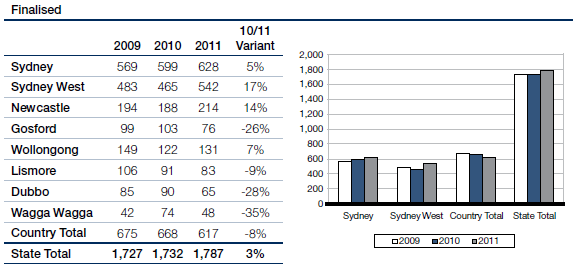 Finalised
10/11
2009 2010 2011 Variant
Sydney 569 599 628 5%
Sydney West 483 465 542 17%
Newcastle 194 188 214 14%
Gosford 99 103 76 -26%
Wollongong 149 122 131 7%
Lismore 106 91 83 -9%
Dubbo 85 90 65 -28%
Wagga Wagga 42 74 48 -35%
Country Total 675 668 617 -8%
State Total 1,727 1,732 1,787 3%
2,000
1,800
1,600
1,400
1,200
1,000
800
600
400
200
0
Sydney Sydney West Country Total State Total
2009 2010 2011